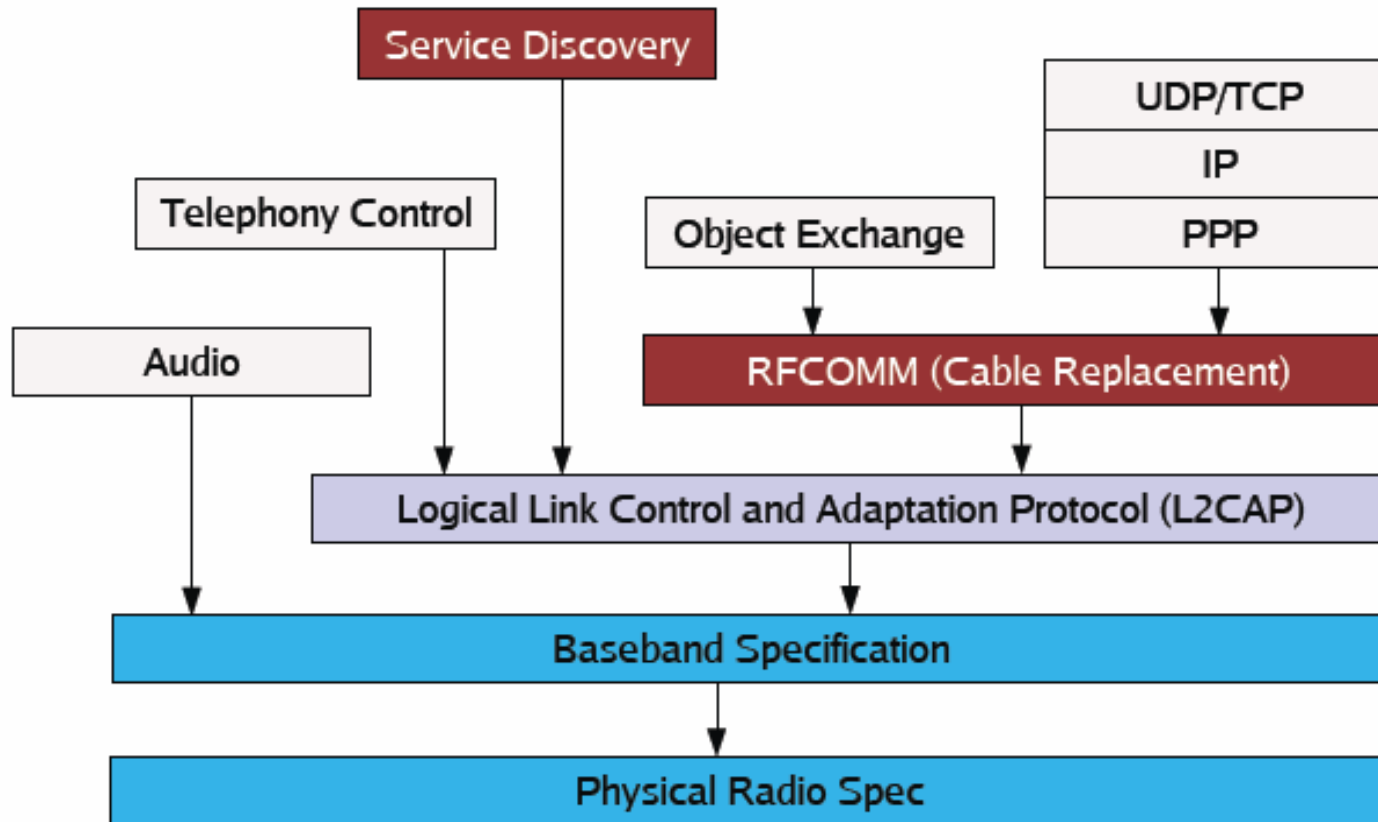 Service Discovery
UDP/TCP
IP
Telephony Control
Object Exchange
PPP
Audio
RFCOMM (Cable Replacement)
Logical Link Control and Adaptation Protocol (L2CAP)
Baseband Specification
Physical Radio Spec